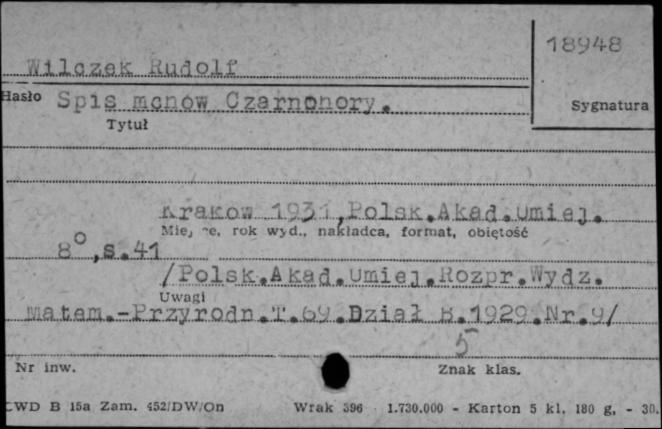 18948
Wilczek Rudolf
Hasło Spis mchów Czarnohory. Sygnatura
Tytuł
Krakow 1931,Polsk.Akad.Umiej.
rok wyd., nakładca, format, objętość
8°,s.41
/Polsk.Akad.Umiej.Rozpr.Wydz.
Uwagi
Matem.-Przyrodn.T.69.Dział B.1929.Nr.9/
5
Nr inw. Znak klas.
CWD B 15a Zam. 452/DW/On Wrak 396 1.730.000 - Karton 5 kl. 180 g, - 30.